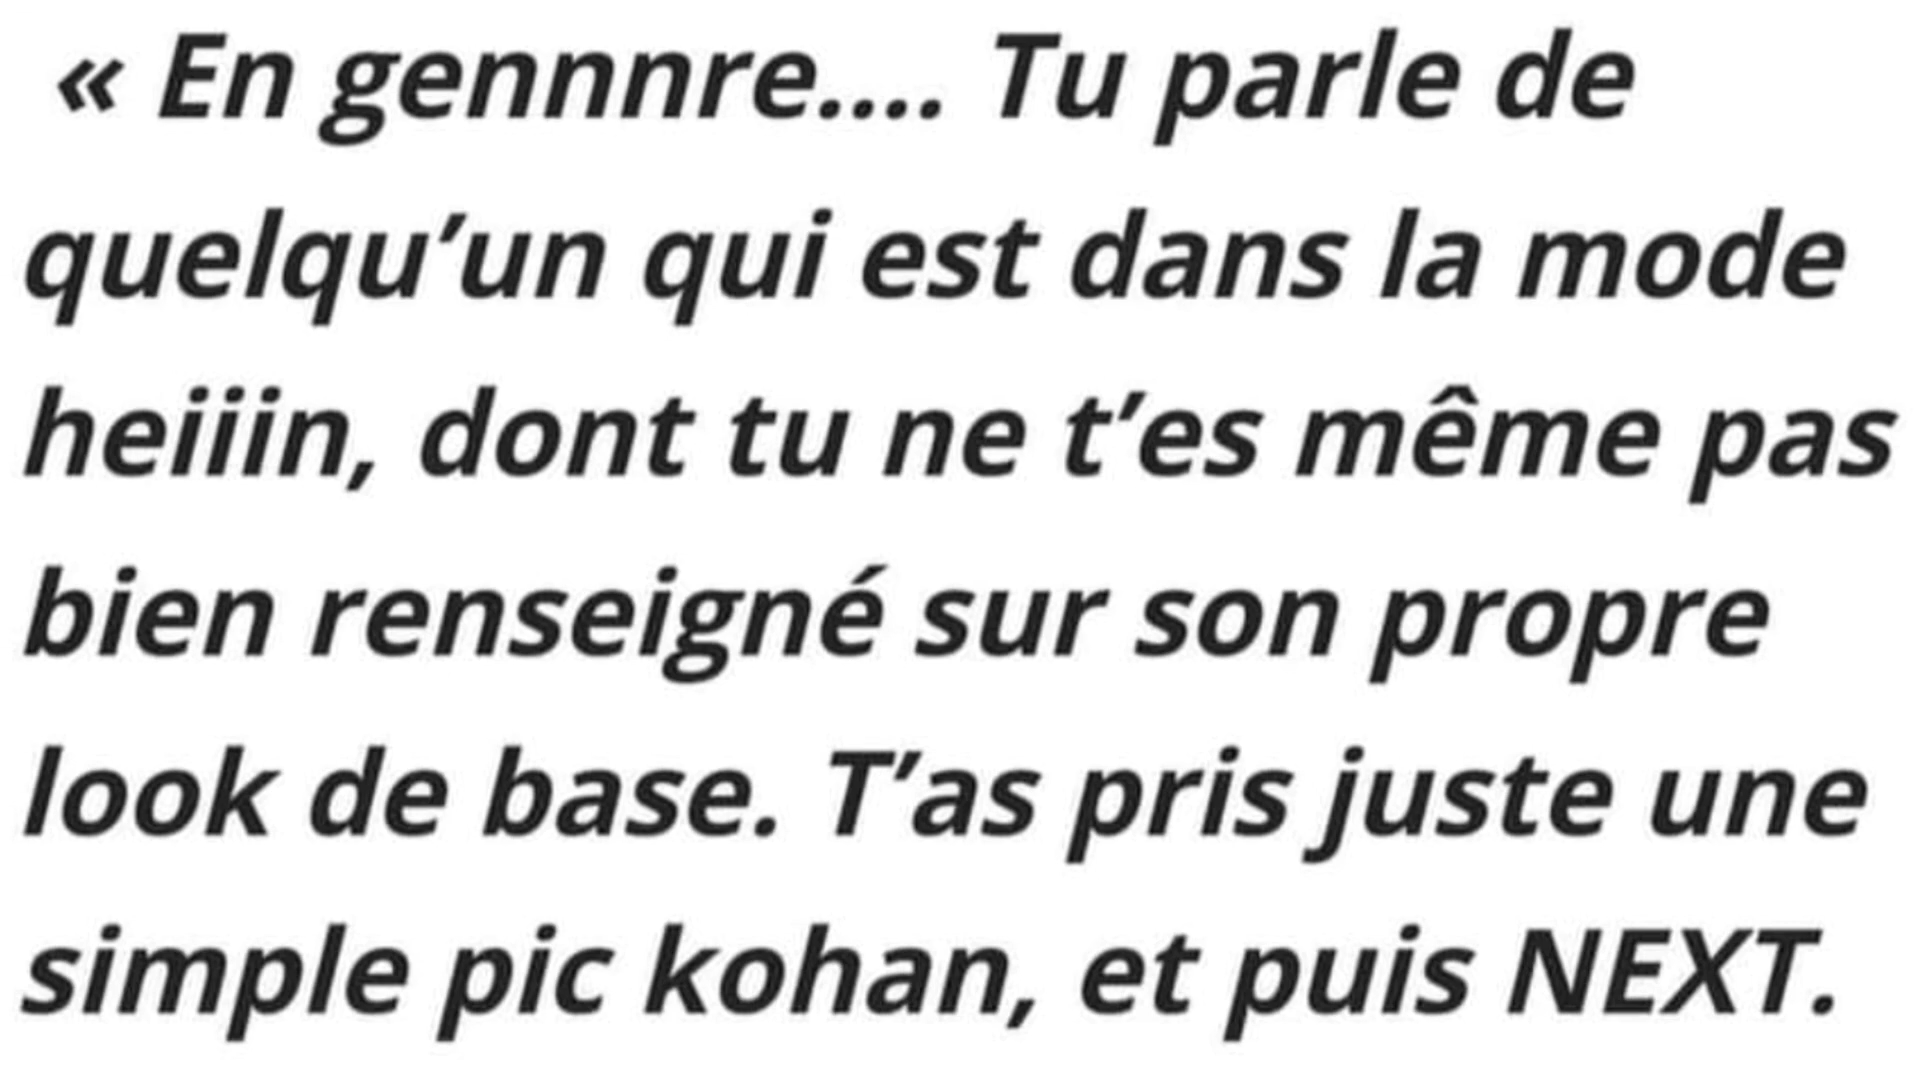 « En gennnre.... Tu parle de
quelqu’un qui est dans la mode
heiiin, dont tu ne t’es même pas
bien renseigné sur son propre
look de base. T’as pris juste une
simple pic kohan, et puis NEXT.